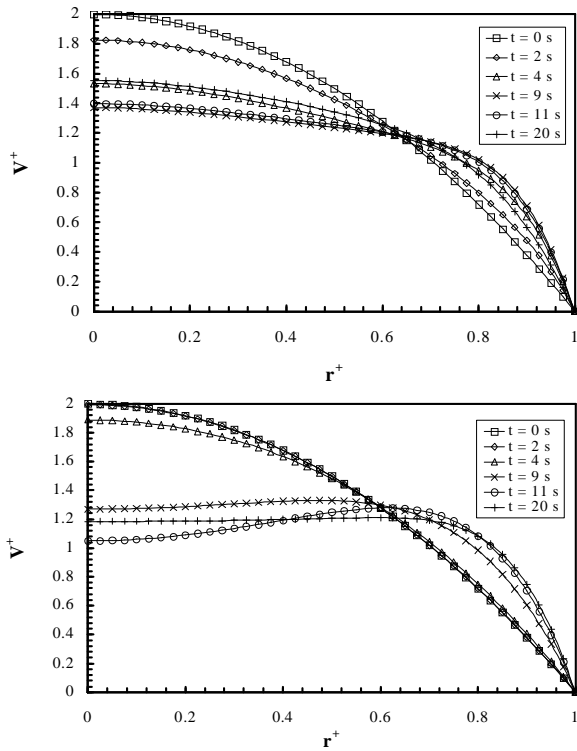 2
1.8
1.6
1.4
1.2
1
0.8
0.6
0.4
0.2
0
V+
t = 0 s
t = 2 s
t = 4 s
t = 9 s
t = 11 s
t = 20 s
0 0.2 0.4 0.6 0.8 1
r+
2
1.8
1.6
1.4
1.2
1
0.8
0.6
0.4
0.2
0
V+
t = 0 s
t = 2 s
t = 4 s
t = 9 s
t = 11 s
t = 20 s
0 0.2 0.4 0.6 0.8 1
r+